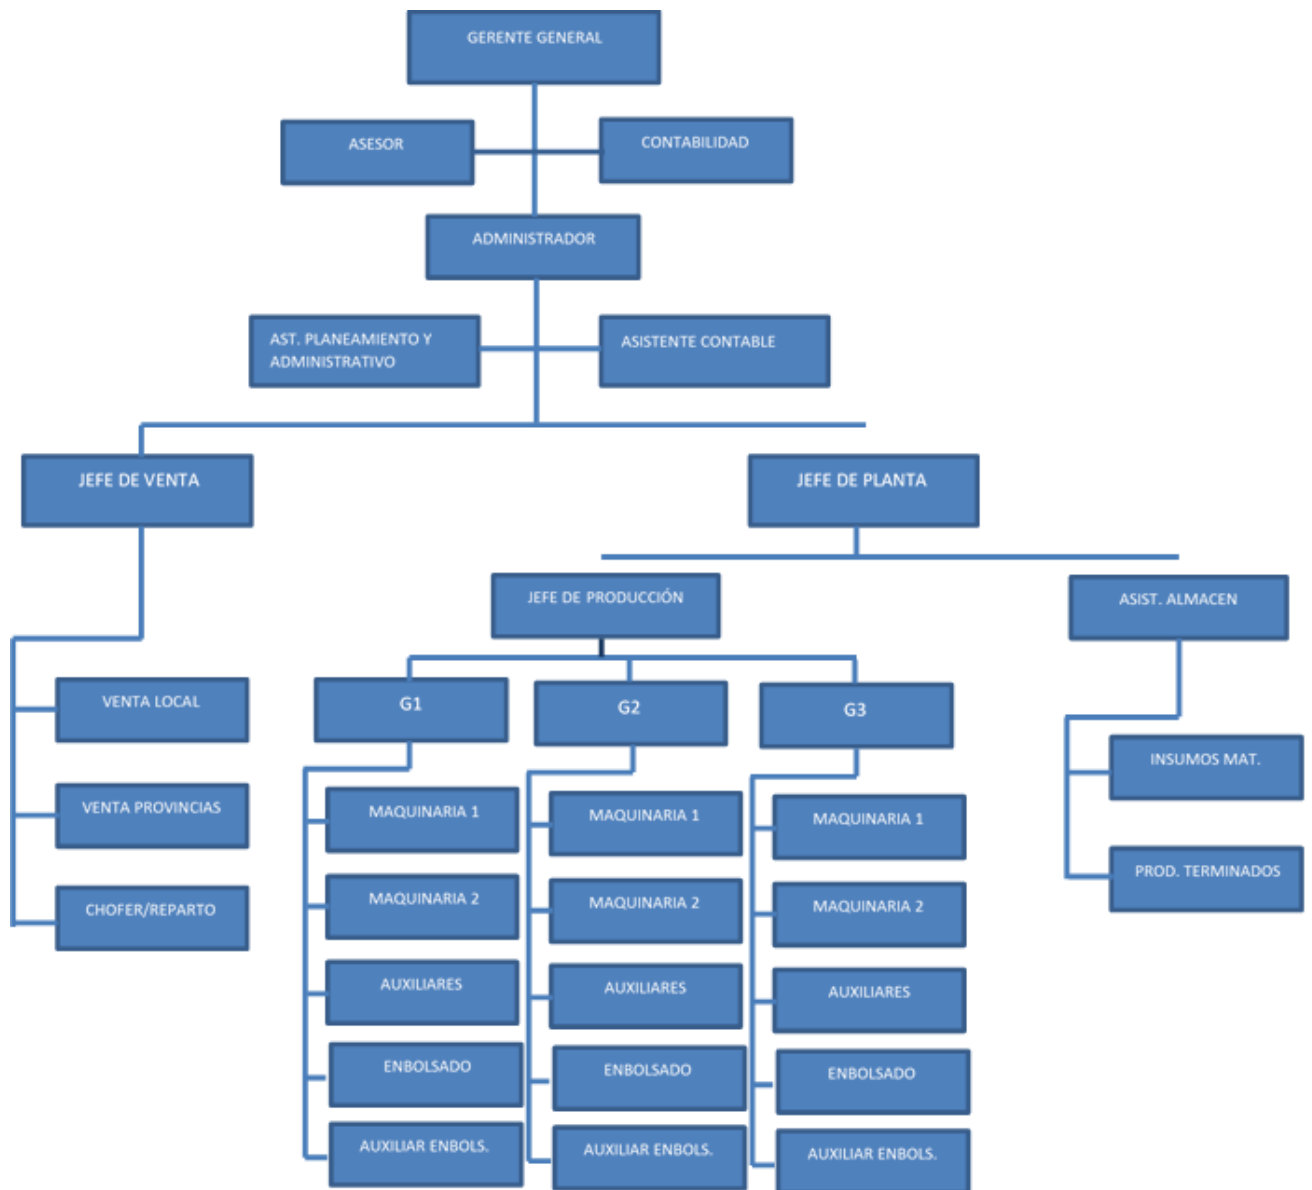 GERENTE GENERAL
ASESOR
CONTABILIDAD
ADMINISTRADOR
AST. PLANEAMIENTO Y
ADMINISTRATIVO
ASISTENTE CONTABLE
JEFE DE VENTA
JEFE DE PLANTA
JEFE DE PRODUCCIÓN
ASIST. ALMACEN
VENTA LOCAL
VENTA PROVINCIAS
CHOFER/REPARTO
G1
MAQUINARIA 1
MAQUINARIA 2
AUXILIARES
ENBOLSADO
AUXILIAR ENBOLS.
G2
MAQUINARIA 1
MAQUINARIA 2
AUXILIARES
ENBOLSADO
AUXILIAR ENBOLS.
G3
MAQUINARIA 1
MAQUINARIA 2
AUXILIARES
ENBOLSADO
AUXILIAR ENBOLS.
INSUMOS MAT.
PROD. TERMINADOS